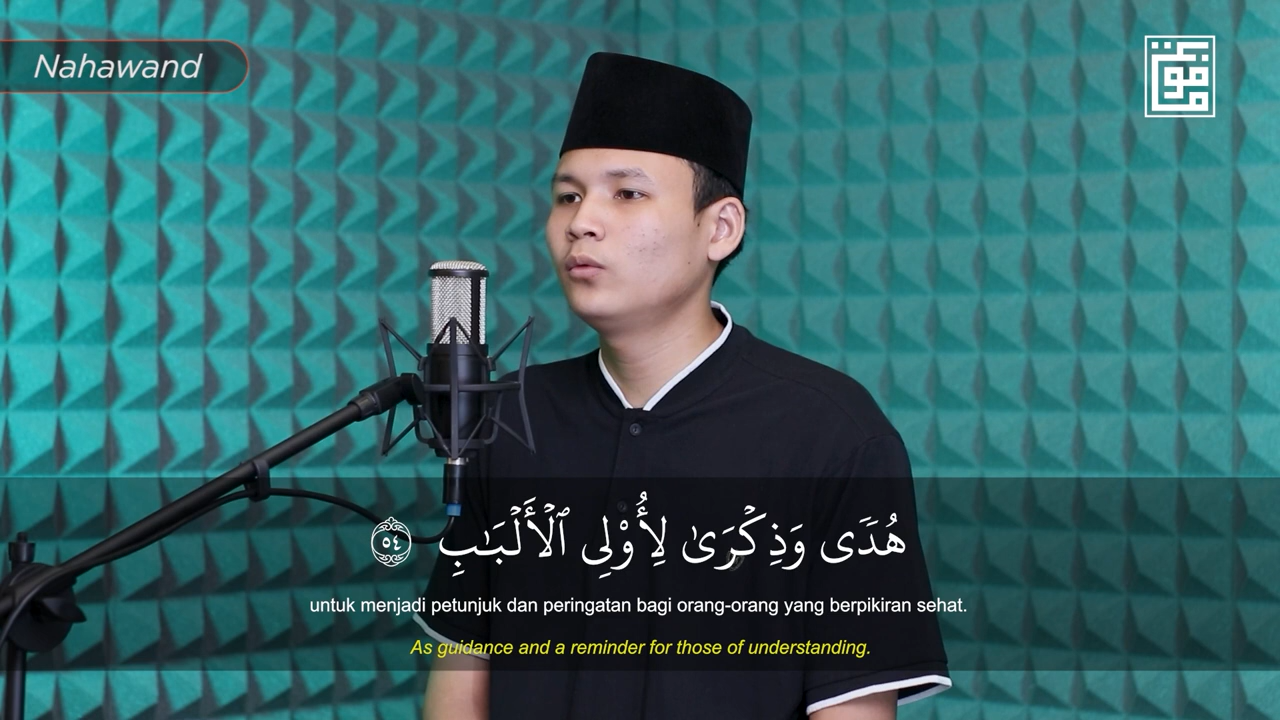 Nahawand
هُدًى وَذِكْرَىٰ لِأُوْلِى ٱلْأَلْبَـٰبِ ٥٤
untuk menjadi petunjuk dan peringatan bagi orang-orang yang berpikiran sehat.
As guidance and a reminder for those of understanding.